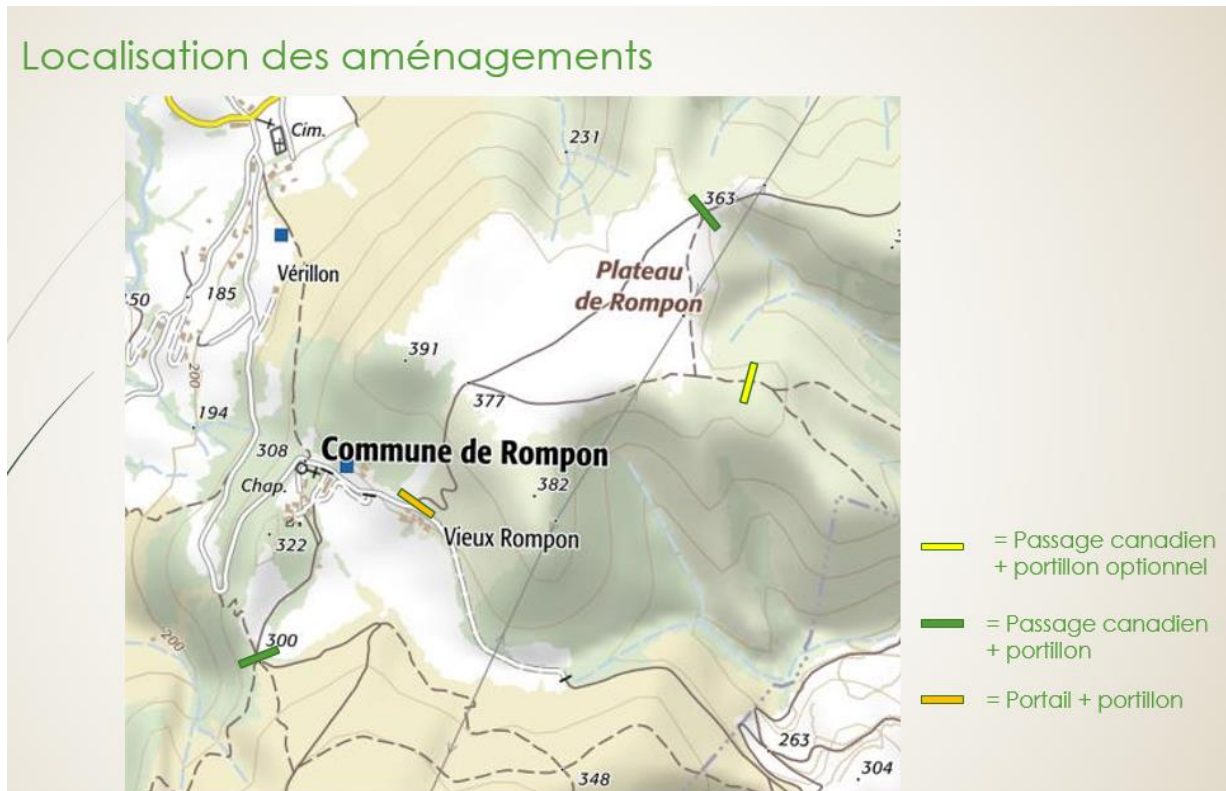 Localisation des aménagements
Cim.
231
363
Vérillon
Plateau
de Rompon
50
185
200
391
377
194
308
Commune de Rompon
Chap.
382
322
Vieux Rompon
200
300
263
348
304
= Passage canadien
+ portillon optionnel
= Passage canadien
+ portillon
= Portail + portillon